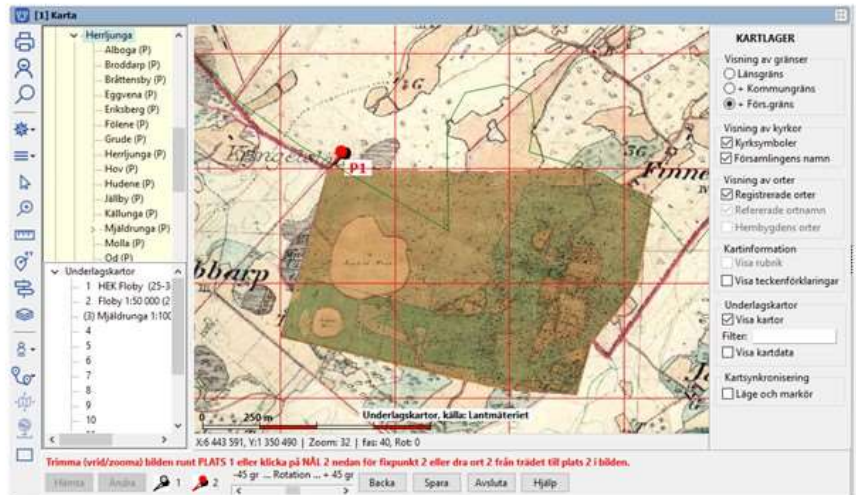 [1] Karta
Herrljunga
Alboga (P)
Broddarp (P)
Bråttensby (P)
Eggvena (P)
Eriksberg (P)
Fölene (P)
Grude (P)
Herrljunga (P)
Hov (P)
Hudene (P)
Jällby (P)
Källunga (P)
Mjäldrunga (P)
Molla (P)
Od (P)
Underlagskartor
1 HEK Floby (25-3
2 Floby 1:50 000 (2
(3) Mjäldrunga 1:100
4
5
6
7
8
9
10
P1
Finne
bbarp
0 250 m
Underlagskartor, källa: Lantmäteriet
X:6 443 591, Y:1 350 490 | Zoom: 32 | fas: 40, Rot: 0
KARTLAGER
Visning av gränser
Länsgräns
+ Kommungräns
+ Förs.gräns
Visning av kyrkor
Kyrksymboler
Församlingens namn
Visning av orter
Registrerade orter
Refererade ortnamn
Hembygdens orter
Kartinformation
Visa rubrik
Visa teckenförklaringar
Underlagskartor
Visa kartor
Filter:
Visa kartdata
Kartsynkronisering
Läge och markör
Trimma (vrid/zooma) bilden runt PLATS 1 eller klicka på NÅL 2 nedan för fixpunkt 2 eller dra ort 2 från trädet till plats 2 i bilden.
Hämta Ändra 1 2 -45 gr ... Rotation ... + 45 gr Backa Spara Avsluta Hjälp